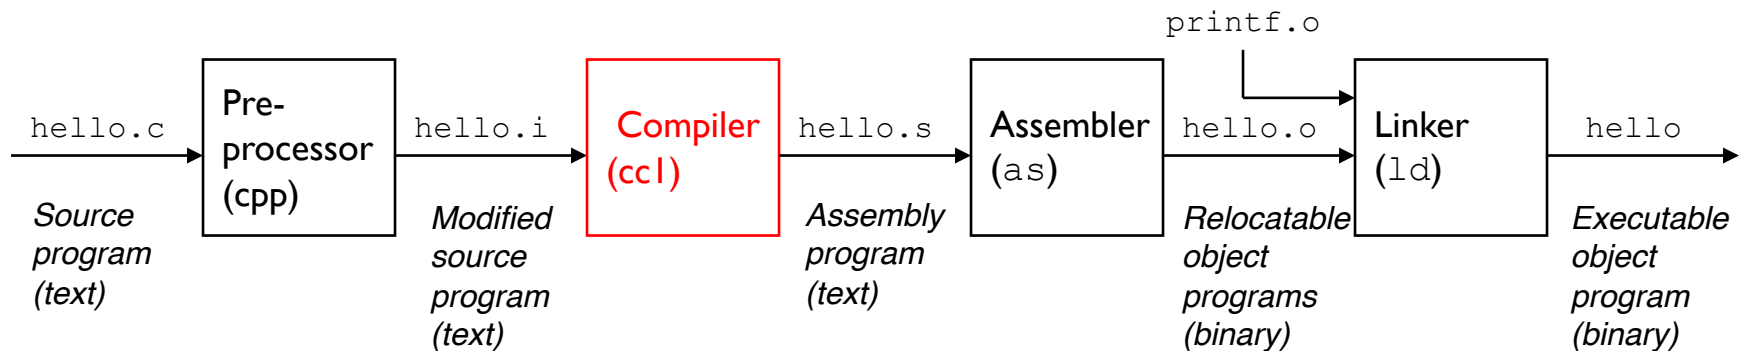 printf.o
hello.c
Pre-
processor
(cpp)
hello.i
Compiler
(cc1)
hello.s
Assembler
(as)
hello.o
Linker
(ld)
hello
Source
program
(text)
Modified
source
program
(text)
Assembly
program
(text)
Relocatable
object
programs
(binary)
Executable
object
program
(binary)